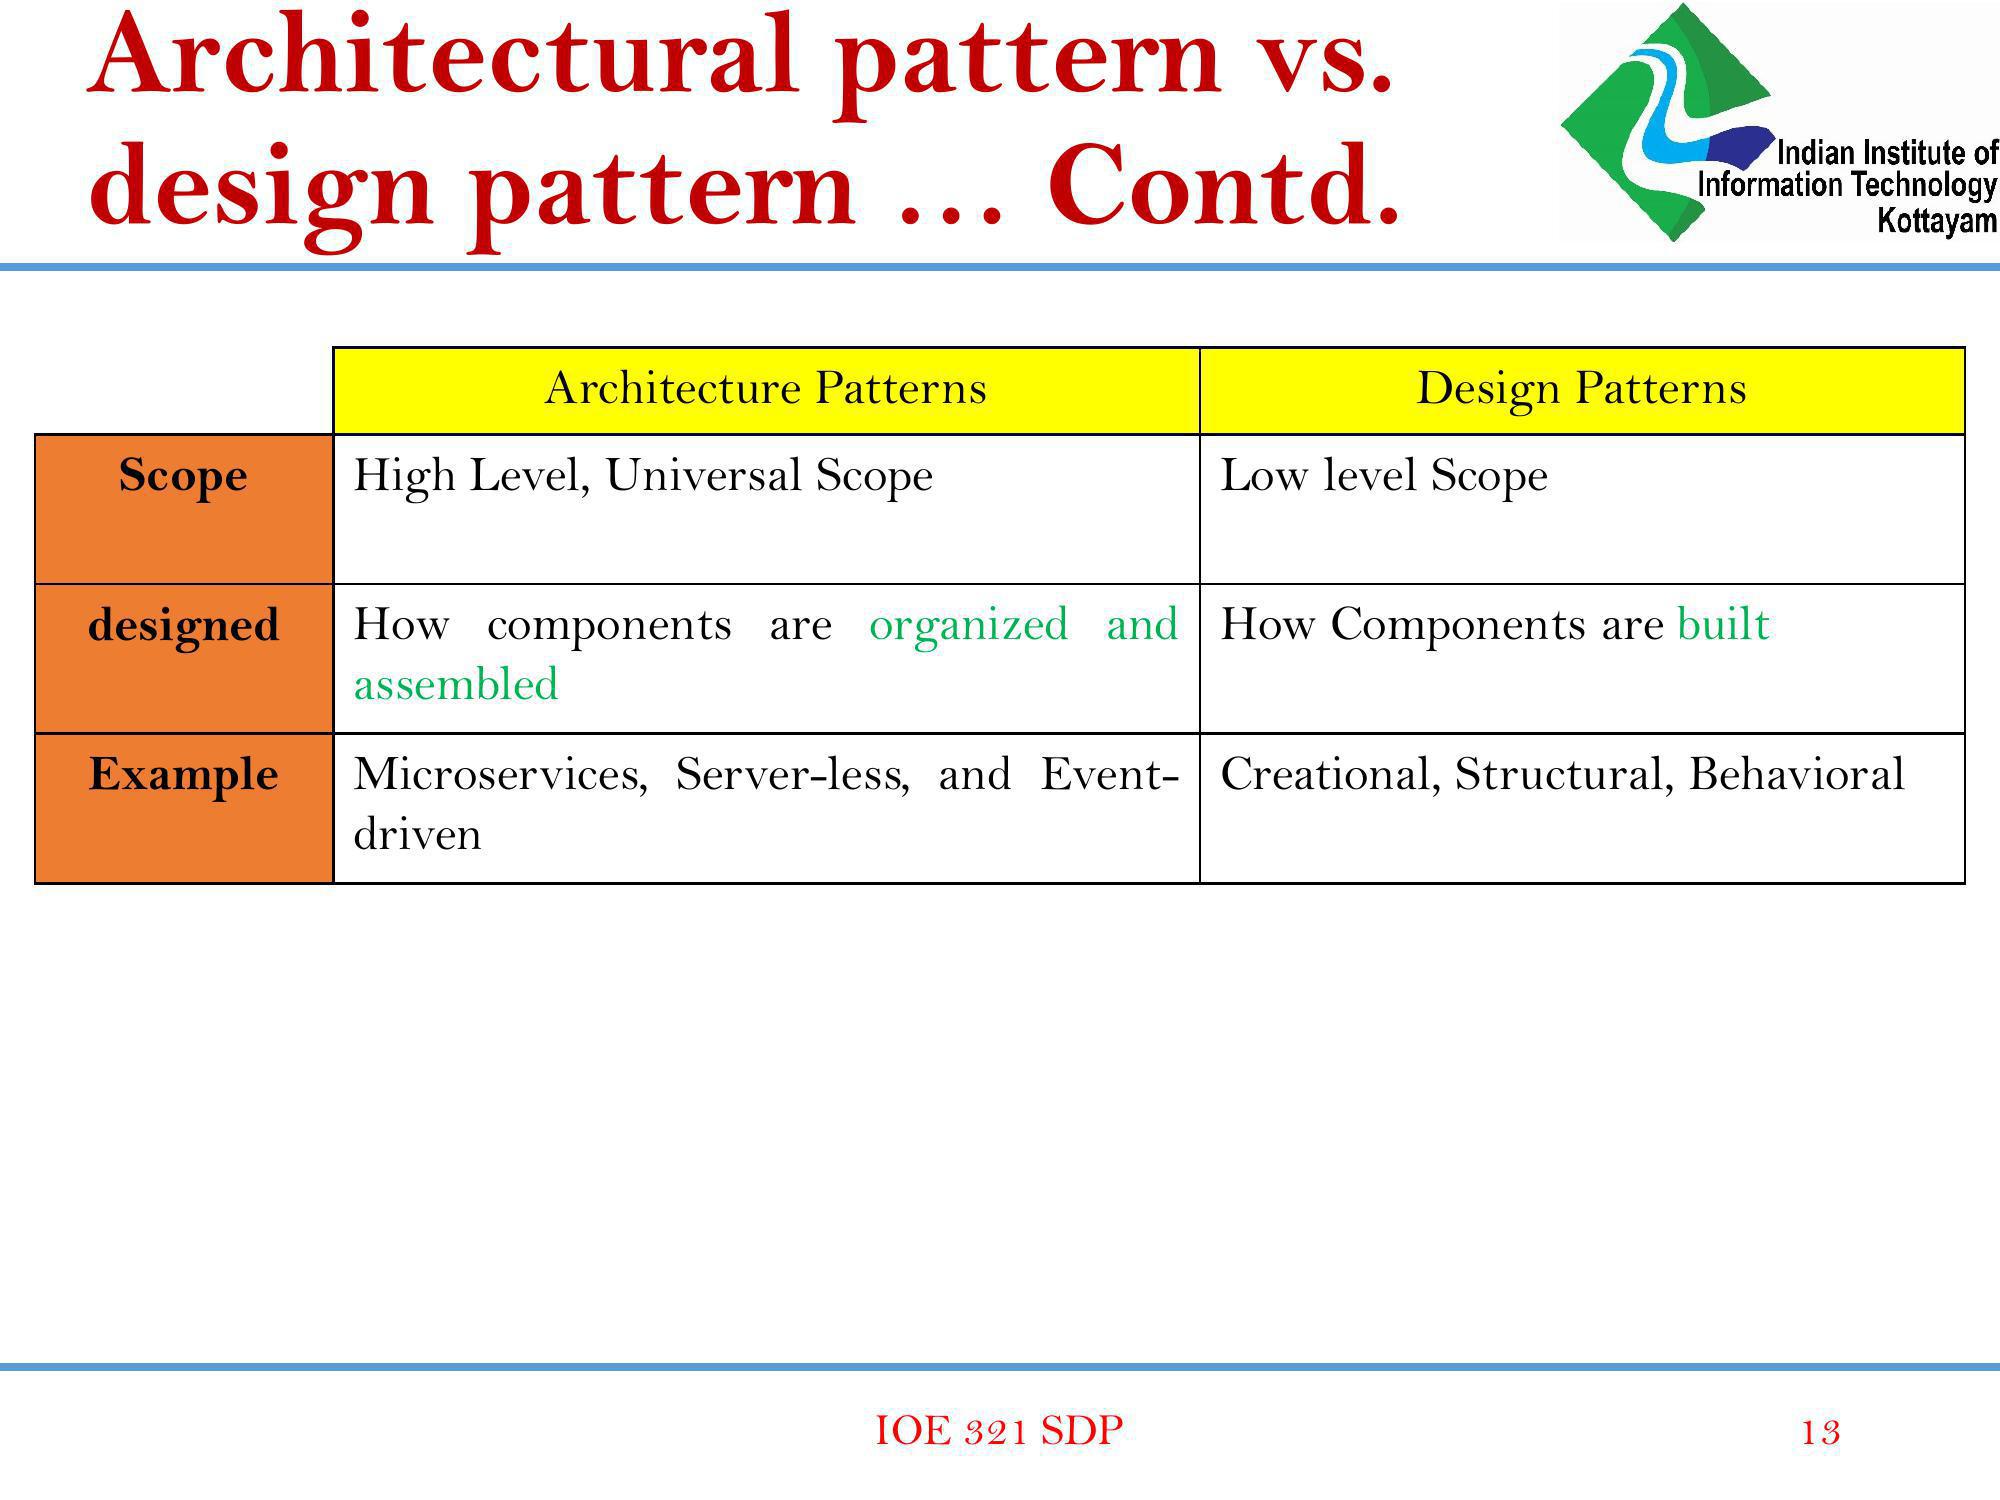 Architectural pattern vs.
design pattern … Contd.
Indian Institute of
Information Technology
Kottayam
Architecture Patterns
Design Patterns
Scope
High Level, Universal Scope
Low level Scope
designed
How components are organized and
assembled
How Components are built
Example
Microservices, Server-less, and Event-
driven
Creational, Structural, Behavioral
IOE 321 SDP
13